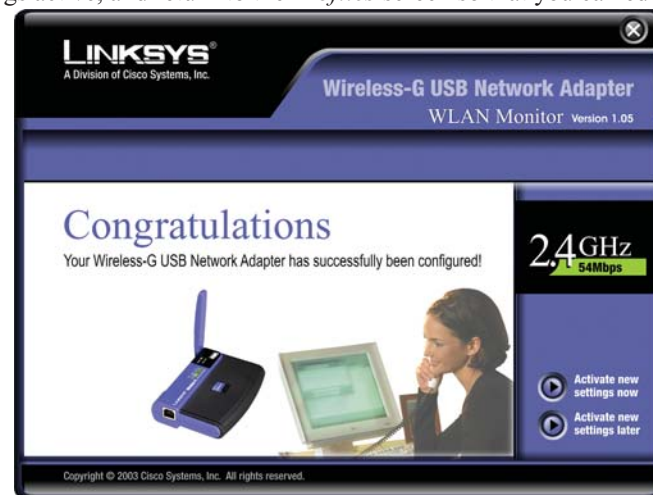 LINKSYS®
A Division of Cisco Systems, Inc.
Wireless-G USB Network Adapter
WLAN Monitor Version 1.05
Congratulations
Your Wireless-G USB Network Adapter has successfully been configured!
2.4GHz
54Mbps
Activate new
settings now
Activate new
settings later
Copyright © 2003 Cisco Systems, Inc. All rights reserved.